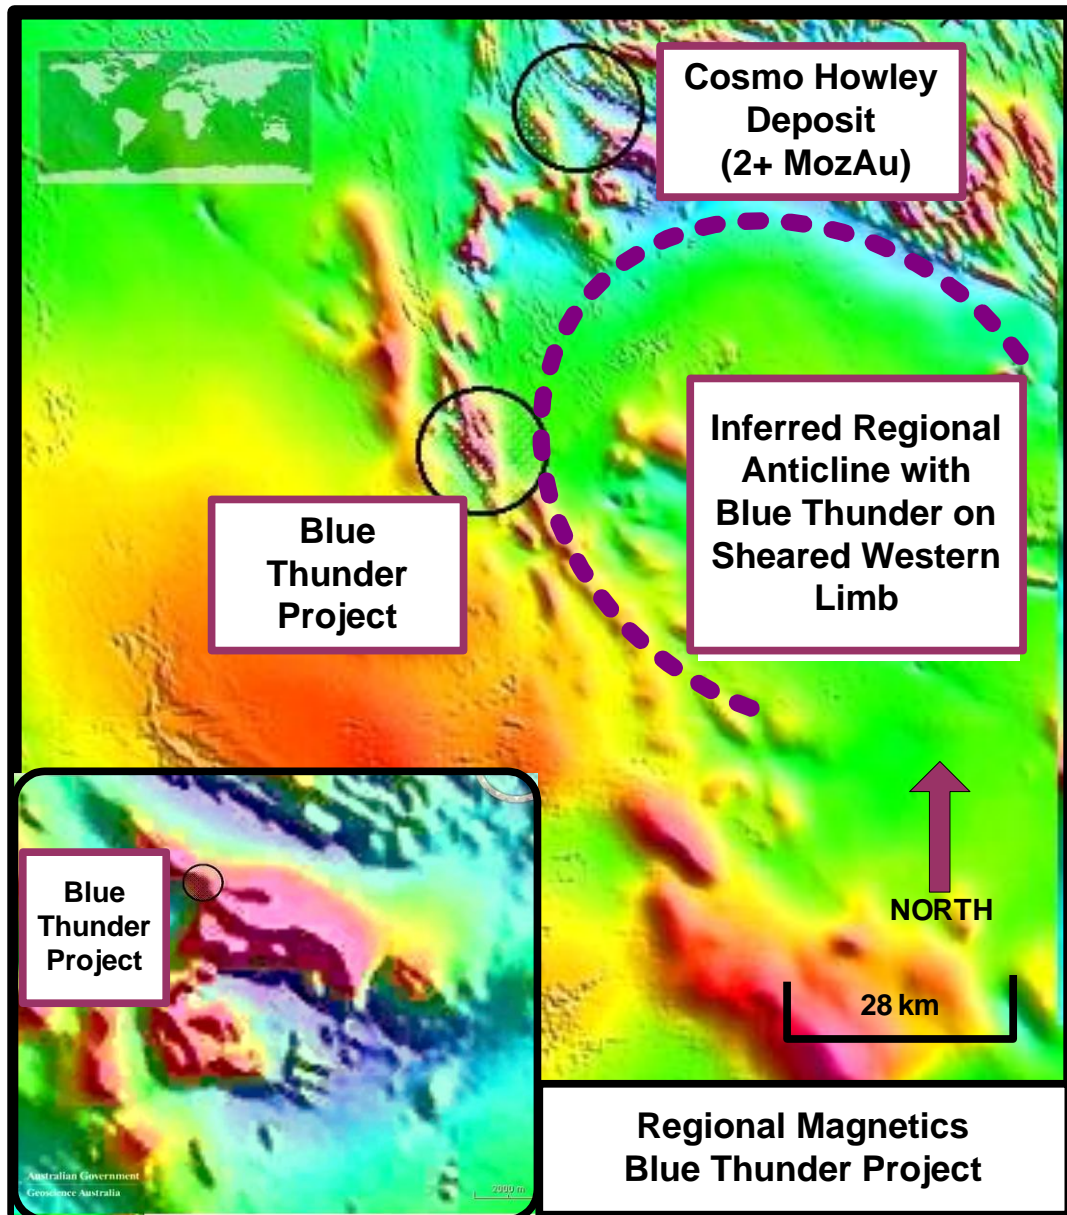 Cosmo Howley
Deposit
(2+ MozAu)
Inferred Regional
Anticline with
Blue Thunder on
Sheared Western
Limb
Blue
Thunder
Project
NORTH
28 km
Blue
Thunder
Project
Australian Government
Geoscience Australia
2000 m
Regional Magnetics
Blue Thunder Project